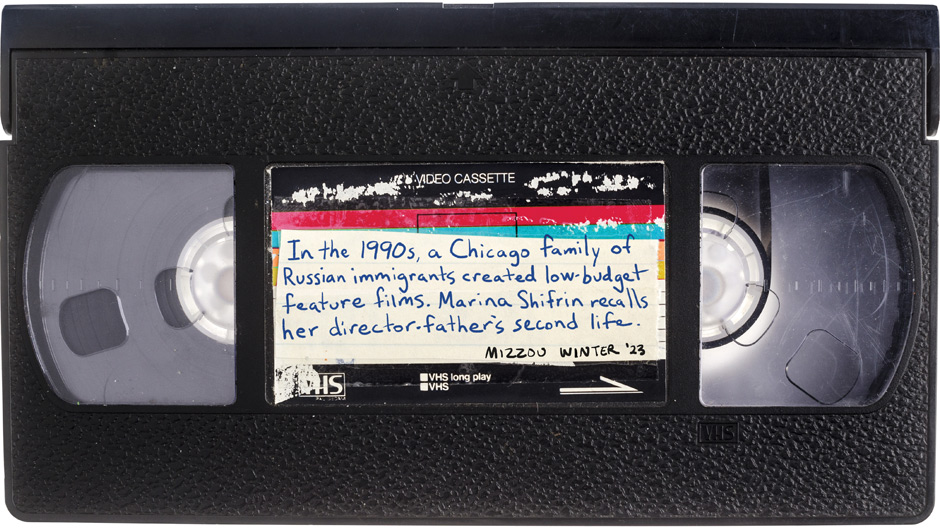 VIDEO CASSETTE
In the 1990s, a Chicago family of
Russian immigrants created low-budget
feature films. Marina Shifrin recalls
her director-father's second life.
MIZZOU WINTER '23
VHS long play
VHS
VHS